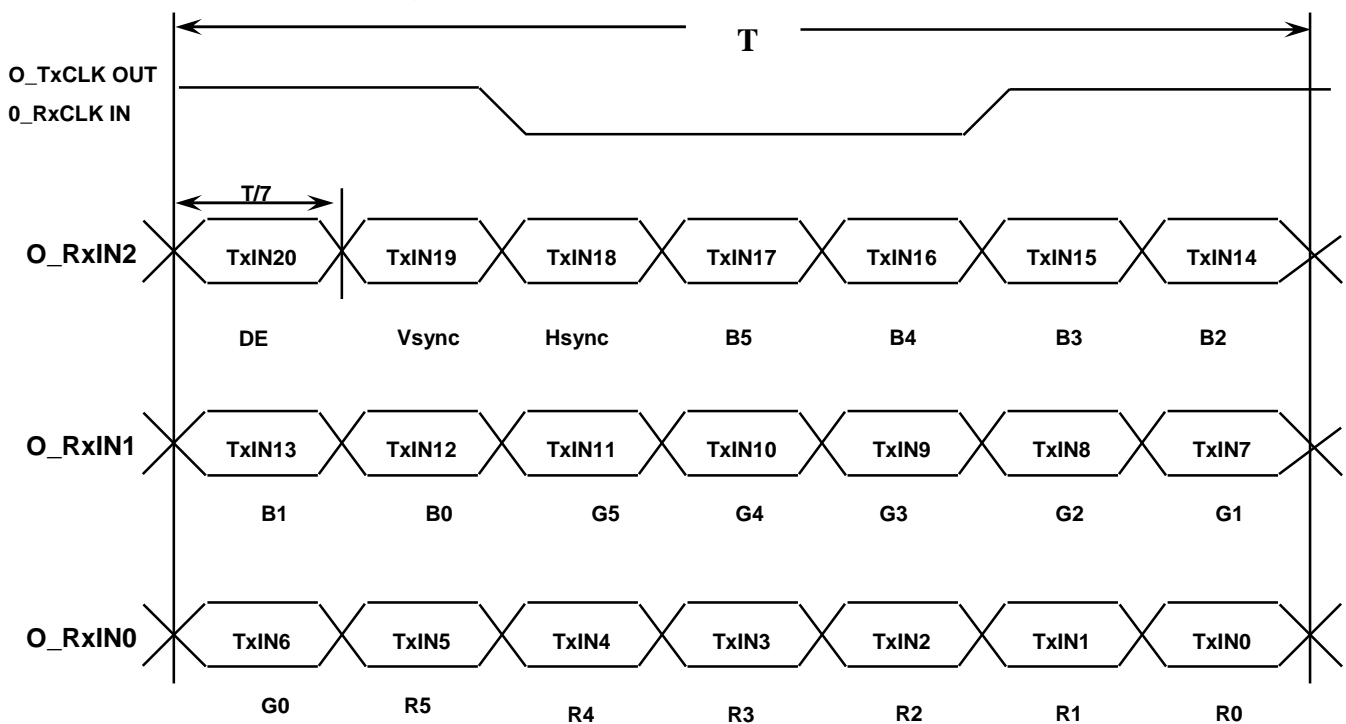 T
O_TxCLK OUT
0_RxCLK IN
T/7
O_RxIN2 TxIN20 TxIN19 TxIN18 TxIN17 TxIN16 TxIN15 TxIN14
DE Vsync Hsync B5 B4 B3 B2
O_RxIN1 TxIN13 TxIN12 TxIN11 TxIN10 TxIN9 TxIN8 TxIN7
B1 B0 G5 G4 G3 G2 G1
O_RxIN0 TxIN6 TxIN5 TxIN4 TxIN3 TxIN2 TxIN1 TxIN0
G0 R5 R4 R3 R2 R1 R0